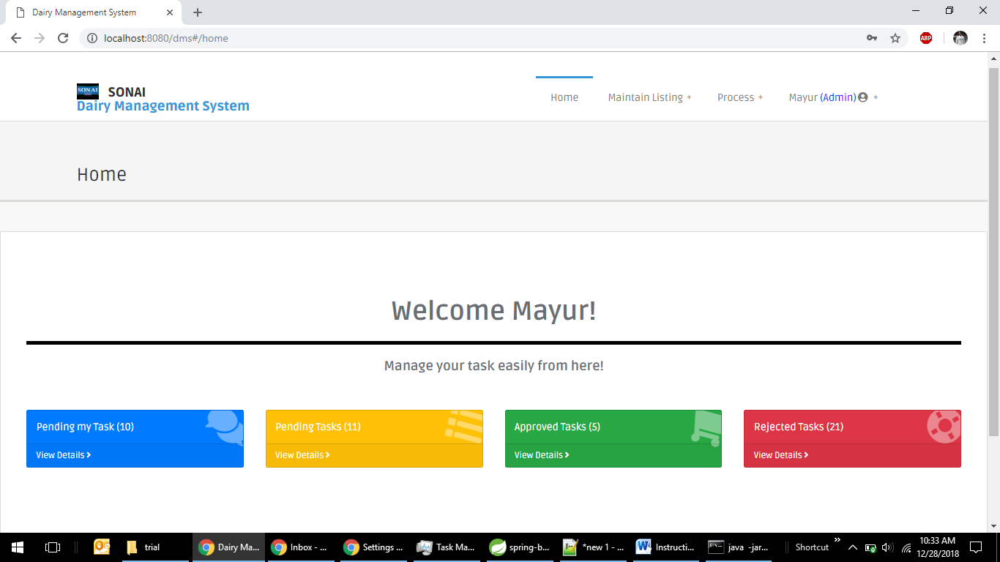 Dairy Management System
localhost:8080/dms#/home
ABP
SONAI
SONAI
Dairy Management System
Home
Maintain Listing +
Process +
Mayur (Admin) +
Home
Welcome Mayur!
Manage your task easily from here!
Pending my Task (10)
View Details
Pending Tasks (11)
View Details
Approved Tasks (5)
View Details
Rejected Tasks (21)
View Details
trial
Dairy Ma...
Inbox - ...
Settings ...
Task Ma...
spring-b...
*new 1 - ...
Instructi...
java -jar...
Shortcut
10:33 AM
12/28/2018